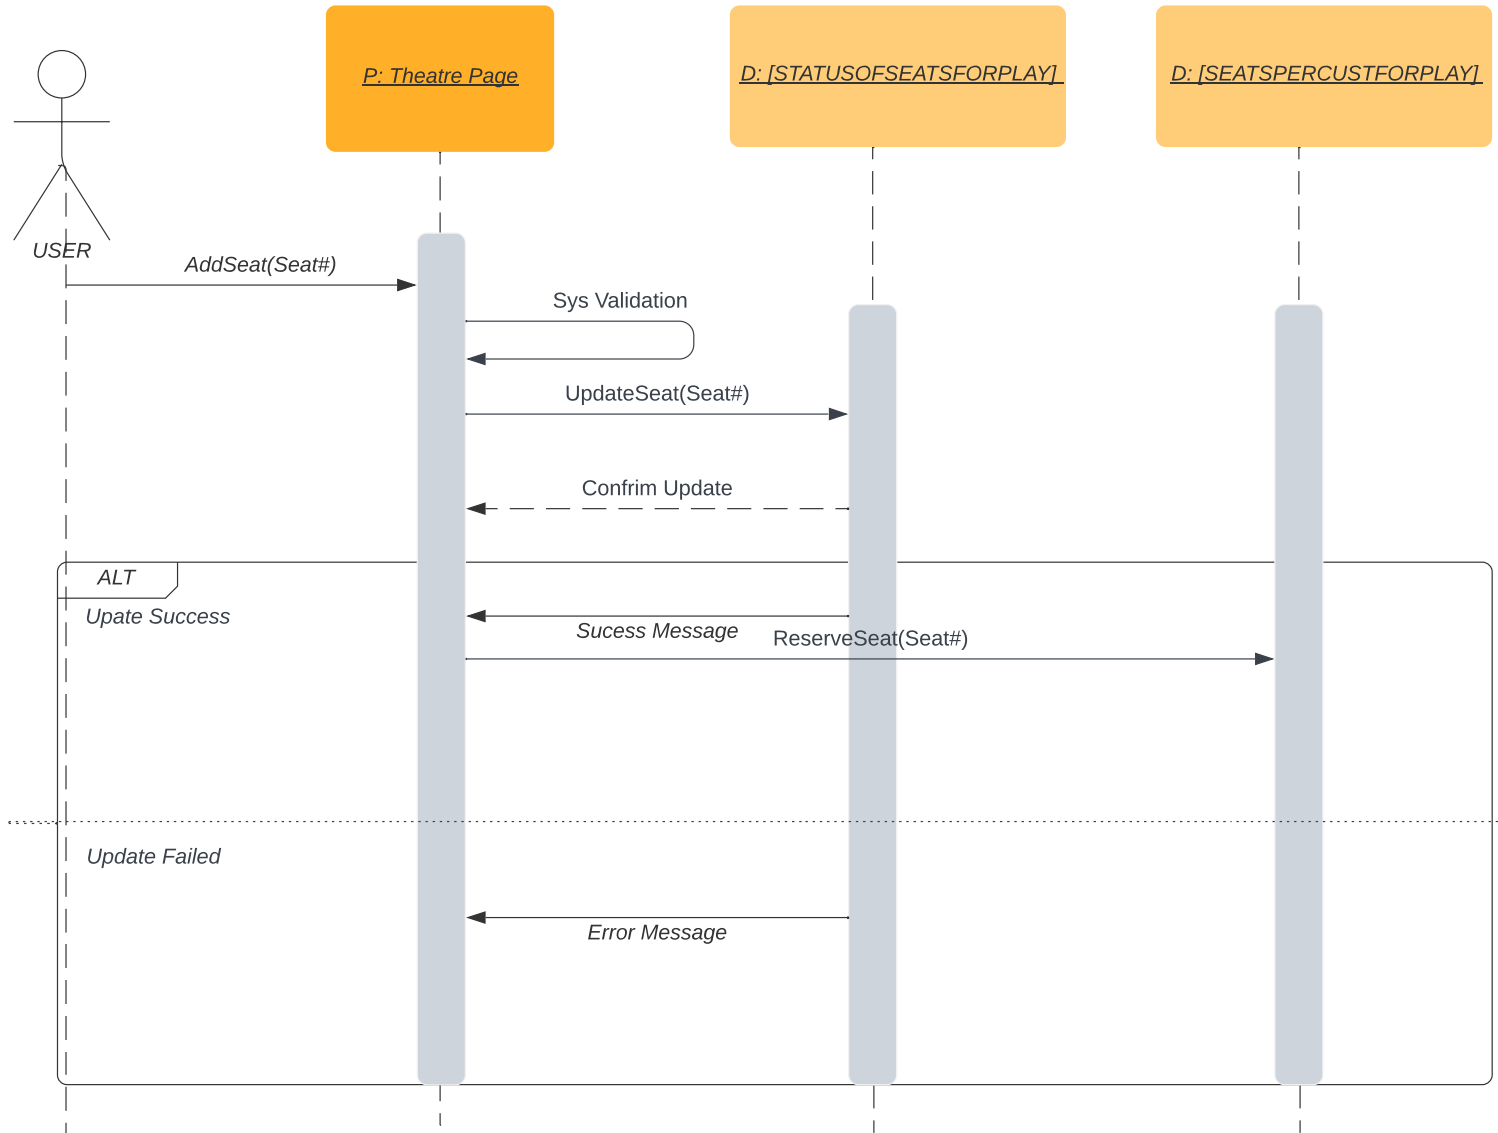 P: Theatre Page
D: [STATUSOFSEATSFORPLAY]
D: [SEATSPERCUSTFORPLAY]
USER
AddSeat(Seat#)
Sys Validation
UpdateSeat(Seat#)
Confrim Update
ALT
Upate Success
Sucess Message
ReserveSeat(Seat#)
Update Failed
Error Message